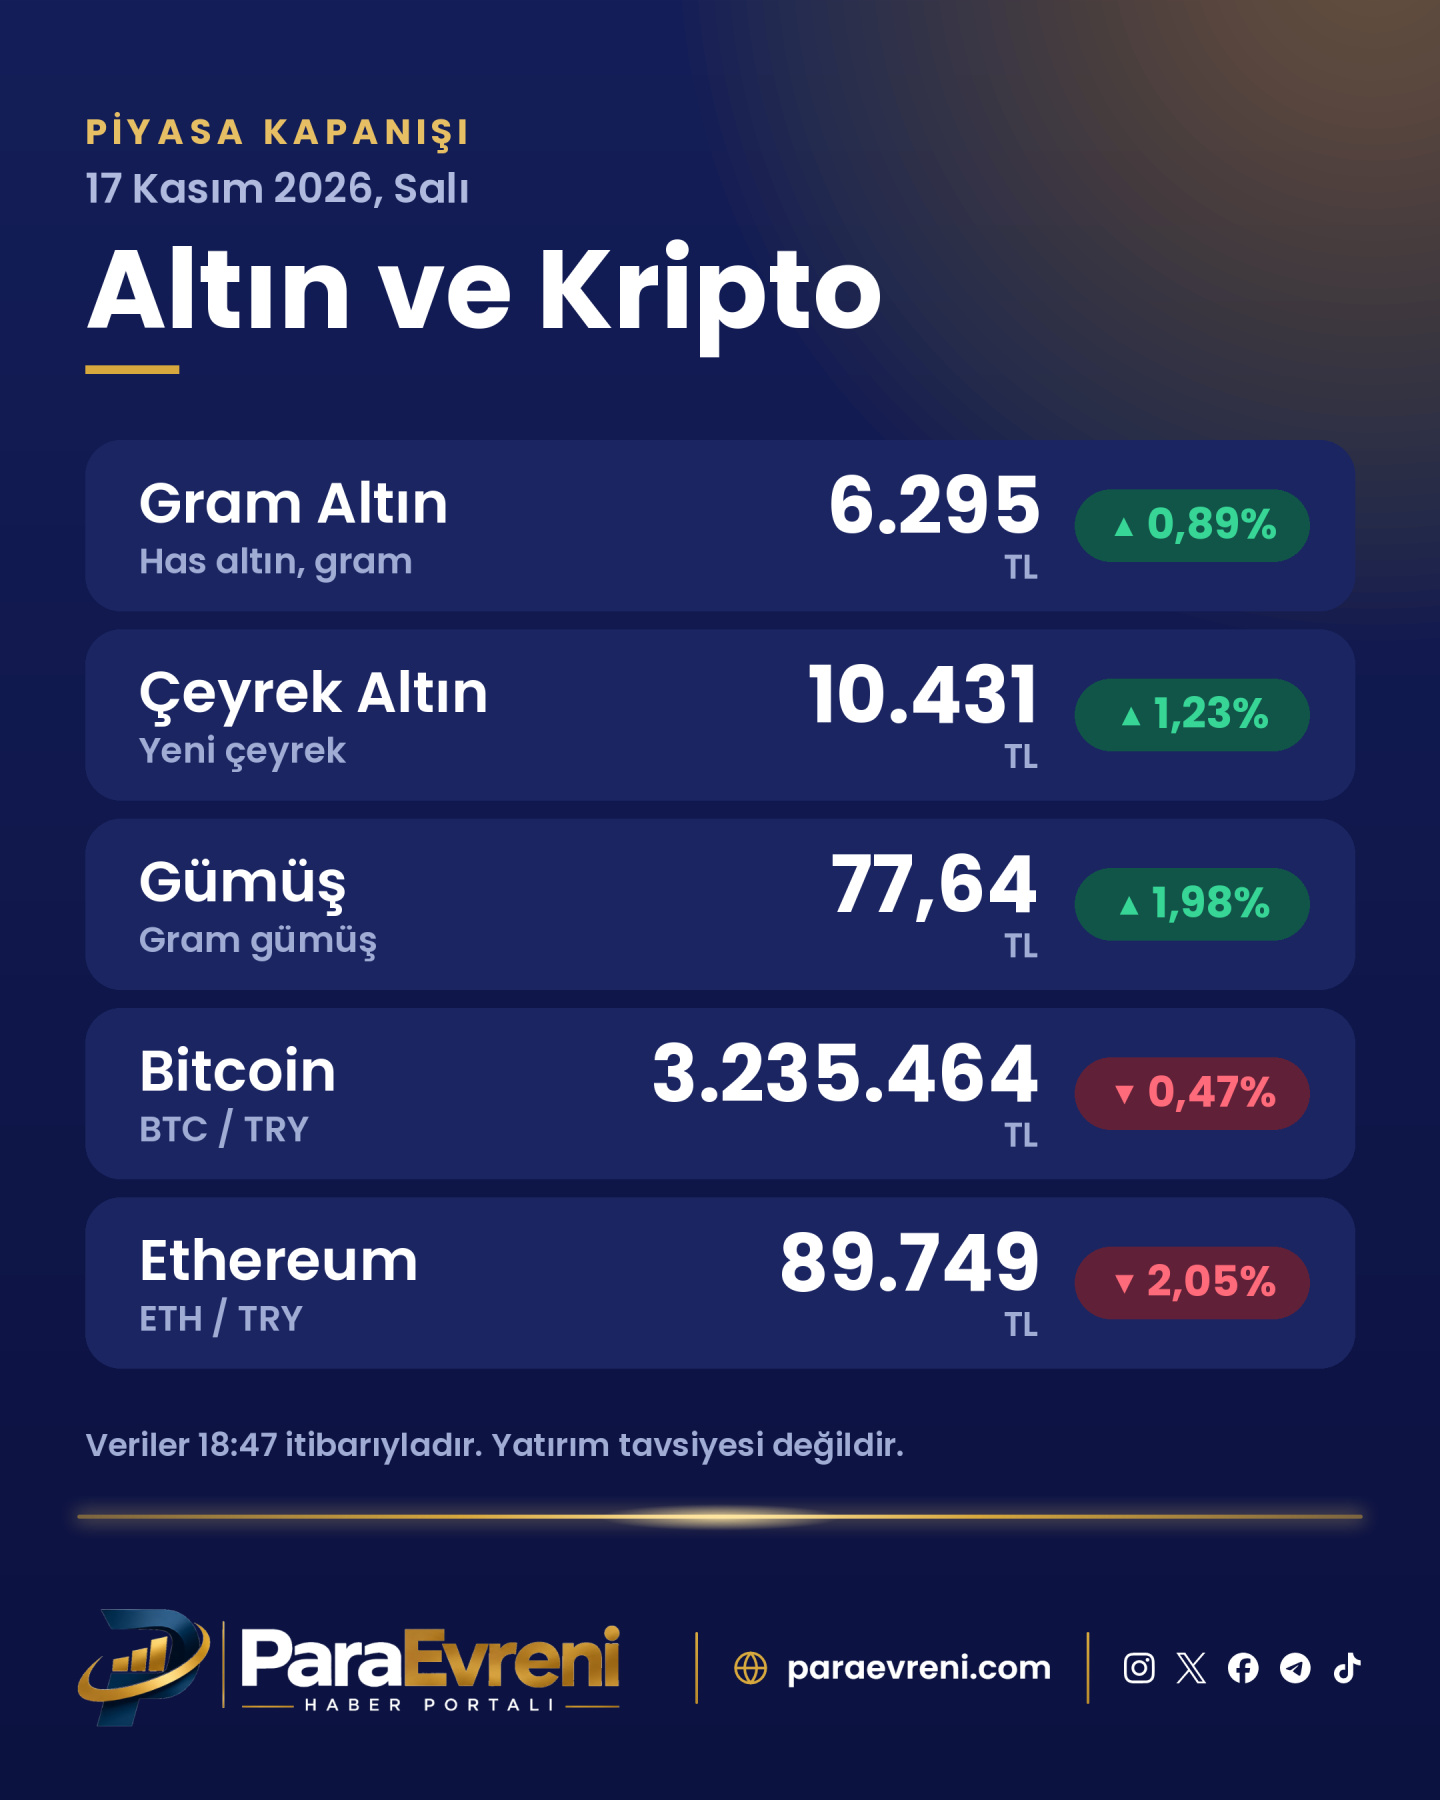 PİYASA KAPANIŞI
17 Kasım 2026, Salı
Altın ve Kripto
Gram Altın
Has altın, gram
6.295
TL
▲ 0,89%
Çeyrek Altın
Yeni çeyrek
10.431
TL
▲ 1,23%
Gümüş
Gram gümüş
77,64
TL
▲ 1,98%
Bitcoin
BTC / TRY
3.235.464
TL
▼ 0,47%
Ethereum
ETH / TRY
89.749
TL
▼ 2,05%
Veriler 18:47 itibarıyladır. Yatırım tavsiyesi değildir.
ParaEvreni
HABER PORTALI
paraevreni.com